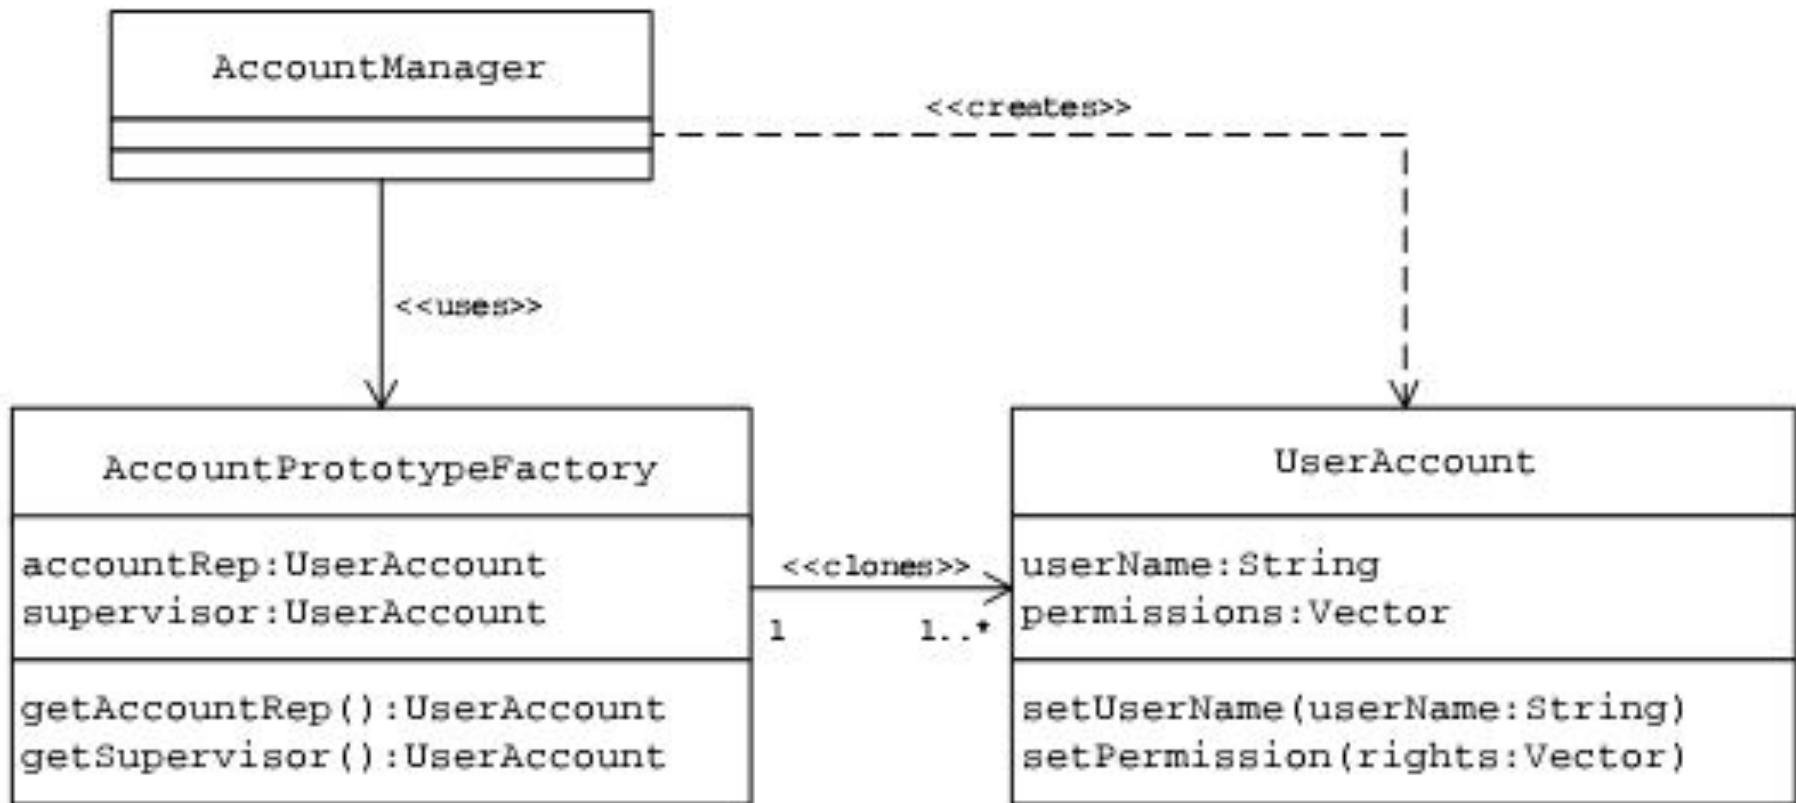 AccountManager
<<creates>>
<<uses>>
AccountPrototypeFactory
accountRep:UserAccount
supervisor:UserAccount
getAccountRep():UserAccount
getSupervisor():UserAccount
<<clones>>
1
1..*
UserAccount
userName:String
permissions:Vector
setUserName(userName:String)
setPermission(rights:Vector)